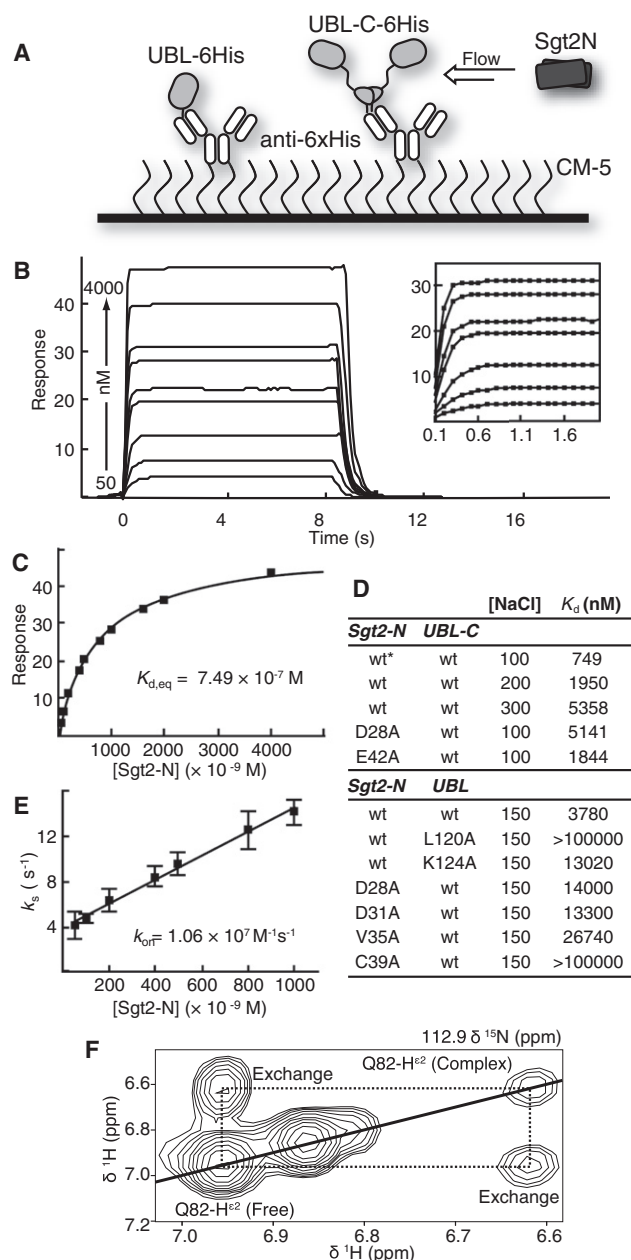 A
UBL-6His
UBL-C-6His
Sgt2N
Flow
anti-6xHis
CM-5
B
Response
40
30
20
10
4000
nM
50
0
4
8
12
16
Time (s)
30
20
10
0.1
0.6
1.1
1.6
C
Response
40
30
20
10
K_d,eq = 7.49 × 10⁻⁷ M
1000
2000
3000
4000
[Sgt2-N] (× 10⁻⁹ M)
D
[NaCl] K_d (nM)
Sgt2-N UBL-C
wt* wt 100 749
wt wt 200 1950
wt wt 300 5358
D28A wt 100 5141
E42A wt 100 1844
Sgt2-N UBL
wt wt 150 3780
wt L120A 150 >100000
wt K124A 150 13020
D28A wt 150 14000
D31A wt 150 13300
V35A wt 150 26740
C39A wt 150 >100000
E
k_s ( s⁻¹)
12
8
4
k_on= 1.06 × 10⁷ M⁻¹s⁻¹
200
400
600
800
1000
[Sgt2-N] (× 10⁻⁹ M)
F
112.9 δ ¹⁵N (ppm)
Q82-H^ε2 (Complex)
Exchange
δ ¹H (ppm)
6.6
6.8
7.0
7.2
Q82-H^ε2 (Free)
Exchange
7.0
6.9
6.8
6.7
6.6
δ ¹H (ppm)